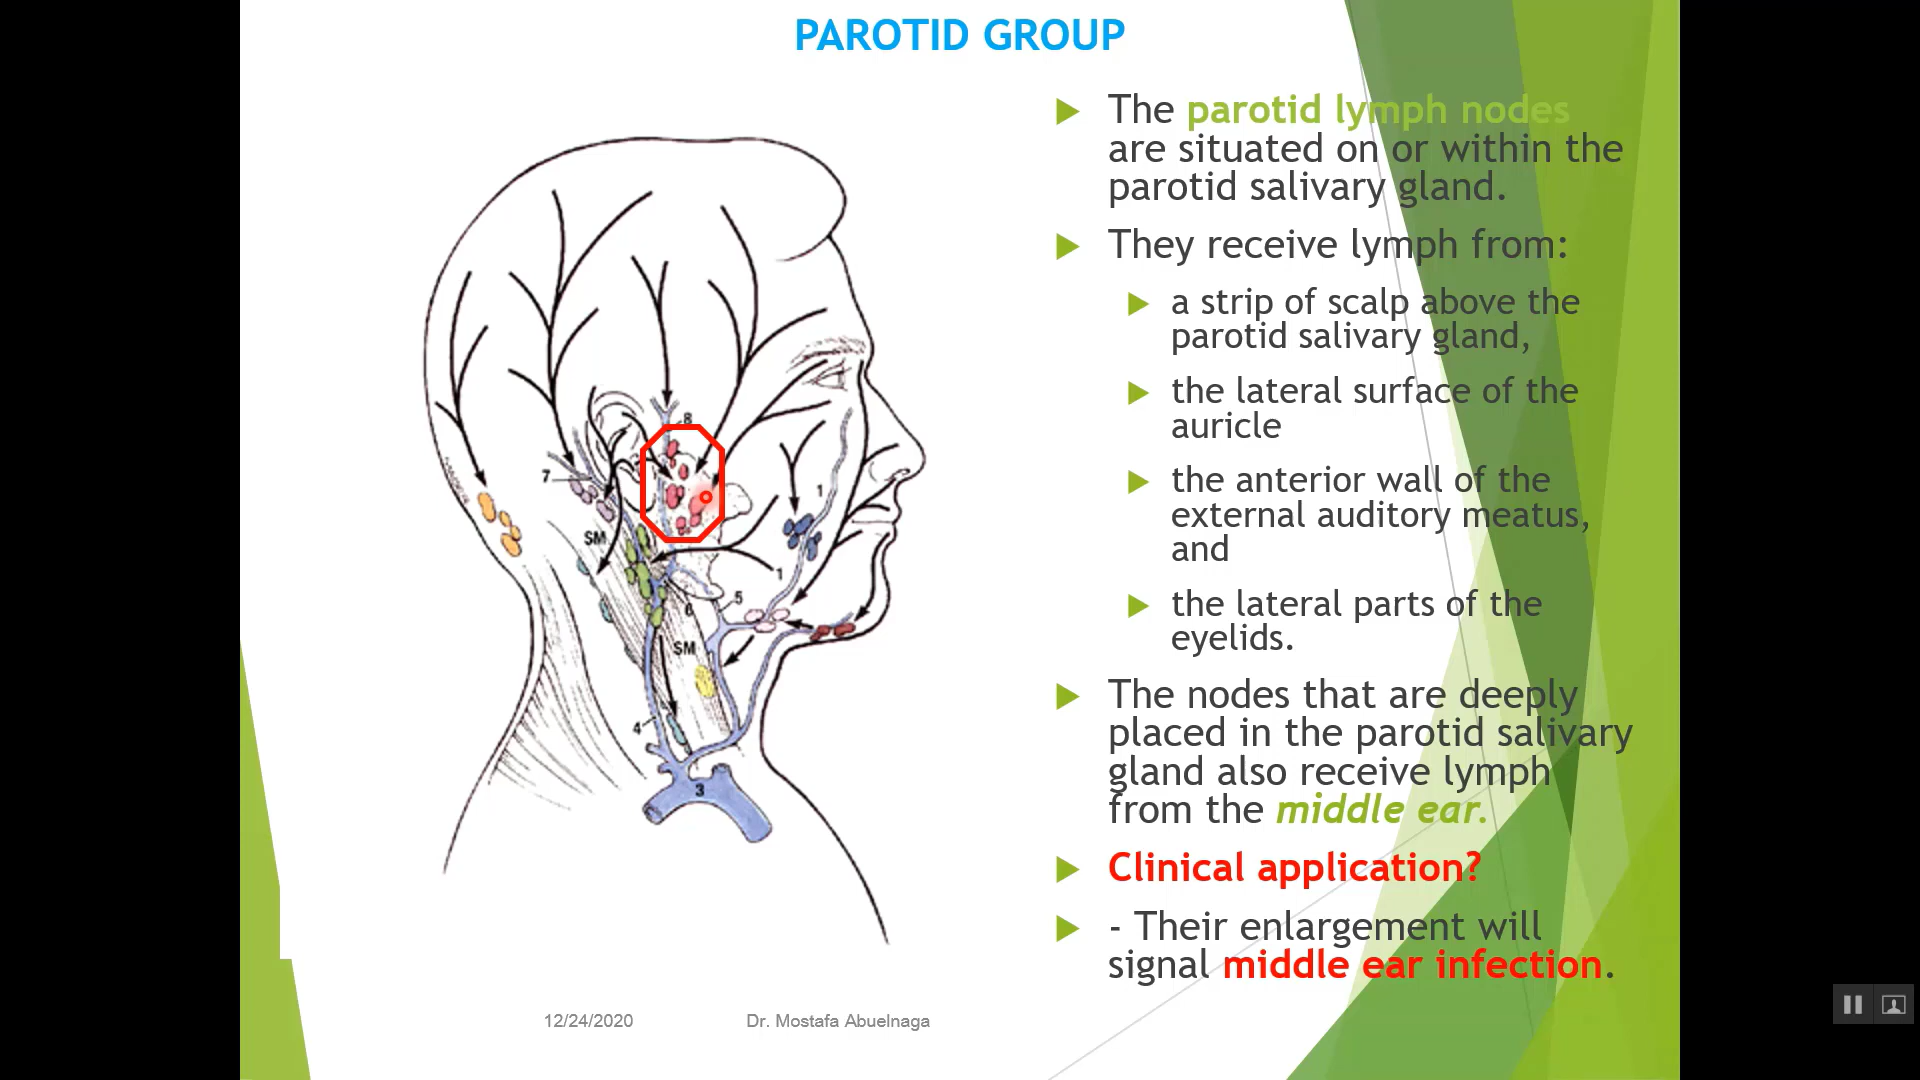 PAROTID GROUP
The parotid lymph nodes
are situated on or within the
parotid salivary gland.
They receive lymph from:
a strip of scalp above the
parotid salivary gland,
the lateral surface of the
auricle
the anterior wall of the
external auditory meatus,
and
the lateral parts of the
eyelids.
The nodes that are deeply
placed in the parotid salivary
gland also receive lymph
from the middle ear.
Clinical application?
- Their enlargement will
signal middle ear infection.
8
7
1
SM
1
5
6
SM
4
3
12/24/2020
Dr. Mostafa Abuelnaga